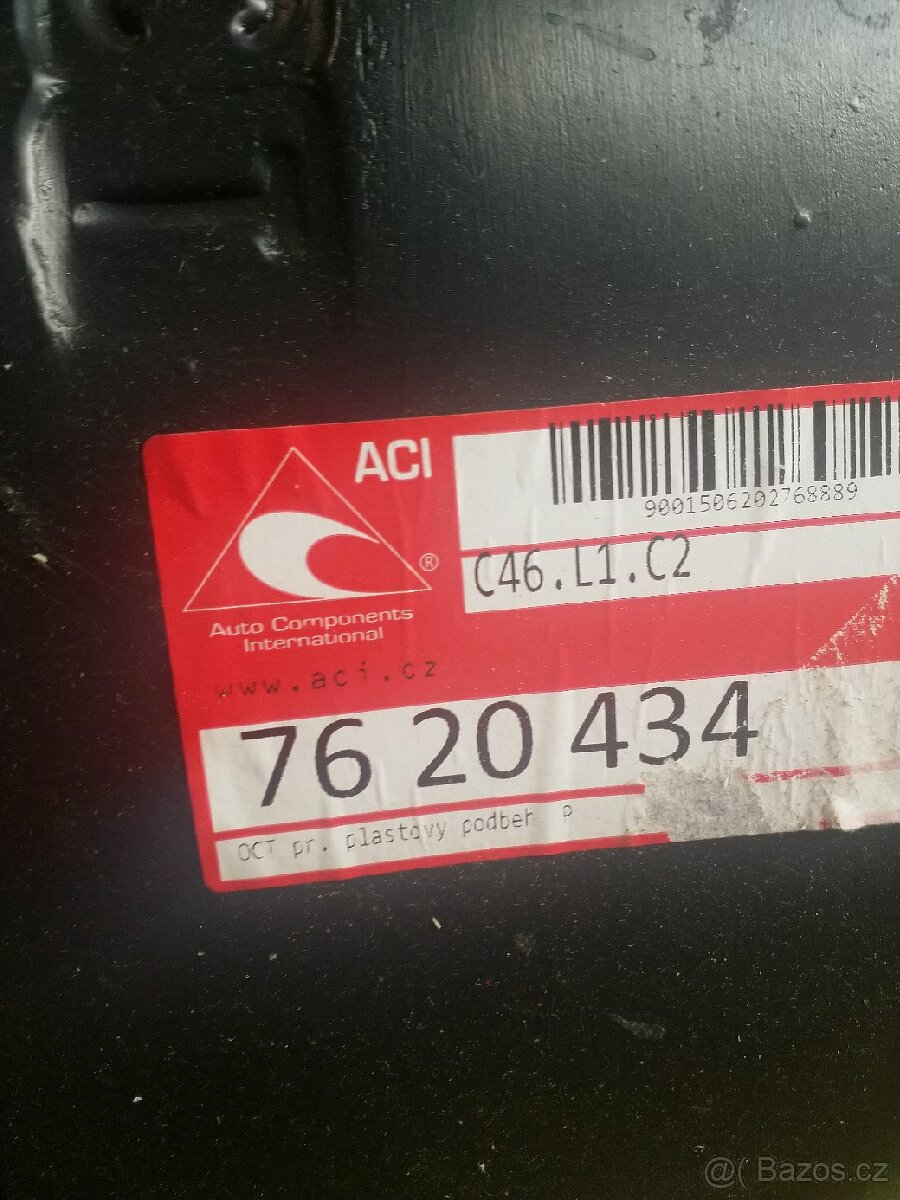 ACI
9001506202768889
C46.L1.C2
®
Auto Components
International
www.aci.cz
76 20 434
OCT pr. plastovy podbeh P
@( Bazos.cz